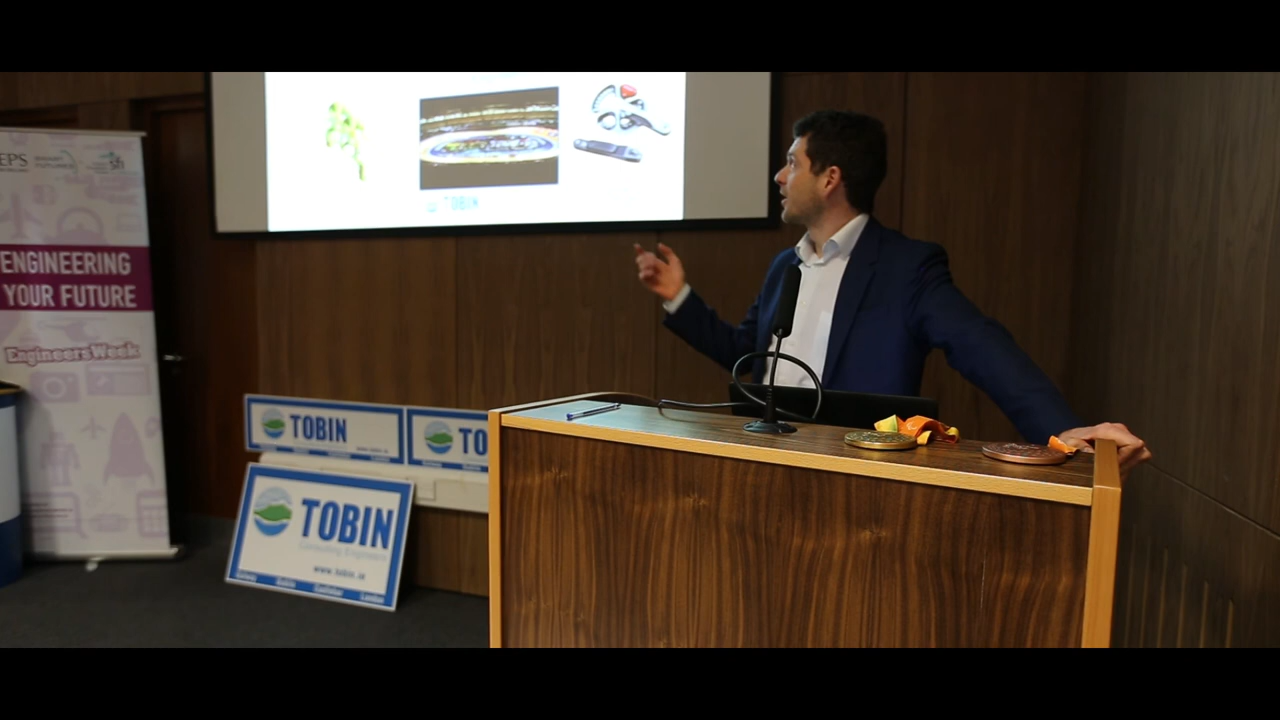 EPS
ENGINEERING
YOUR FUTURE
EngineersWeek
TOBIN
TOBIN
TO
TOBIN
Consulting Engineers
www.tobin.ie